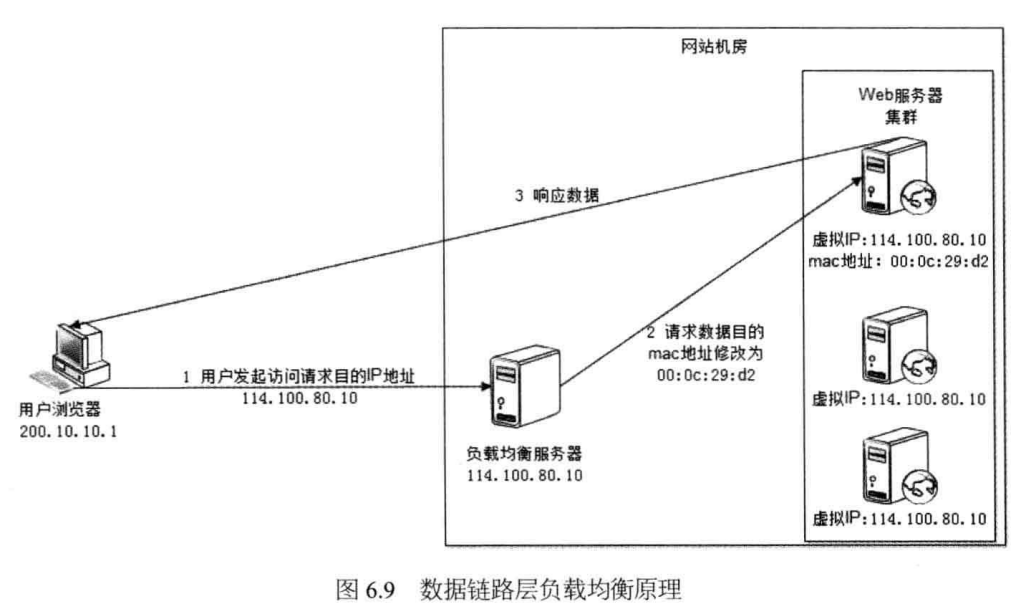 网站机房
Web服务器
集群
3 响应数据
虚拟IP:114.100.80.10
mac地址：00:0c:29:d2
2 请求数据目的
mac地址修改为
00:0c:29:d2
1 用户发起访问请求目的IP地址
114.100.80.10
用户浏览器
200.10.10.1
负载均衡服务器
114.100.80.10
虚拟IP:114.100.80.10
虚拟IP:114.100.80.10
图 6.9 数据链路层负载均衡原理